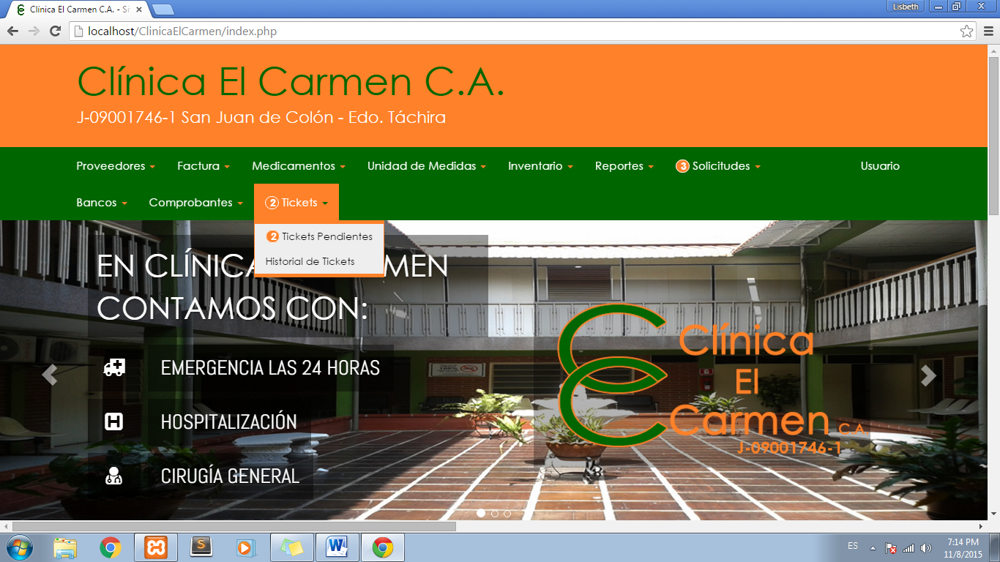 Clínica El Carmen C.A. - Si
Lisbeth
localhost/ClinicaElCarmen/index.php
Clínica El Carmen C.A.
J-09001746-1 San Juan de Colón - Edo. Táchira
Proveedores Factura Medicamentos Unidad de Medidas Inventario Reportes 3 Solicitudes Usuario
Bancos Comprobantes 2 Tickets
2 Tickets Pendientes
Historial de Tickets
EN CLÍNICA MEN
CONTAMOS CON:
EMERGENCIA LAS 24 HORAS
HOSPITALIZACIÓN
CIRUGÍA GENERAL
Clínica
El
Carmen C.A.
J-09001746-1
100%
ES
7:14 PM
11/8/2015